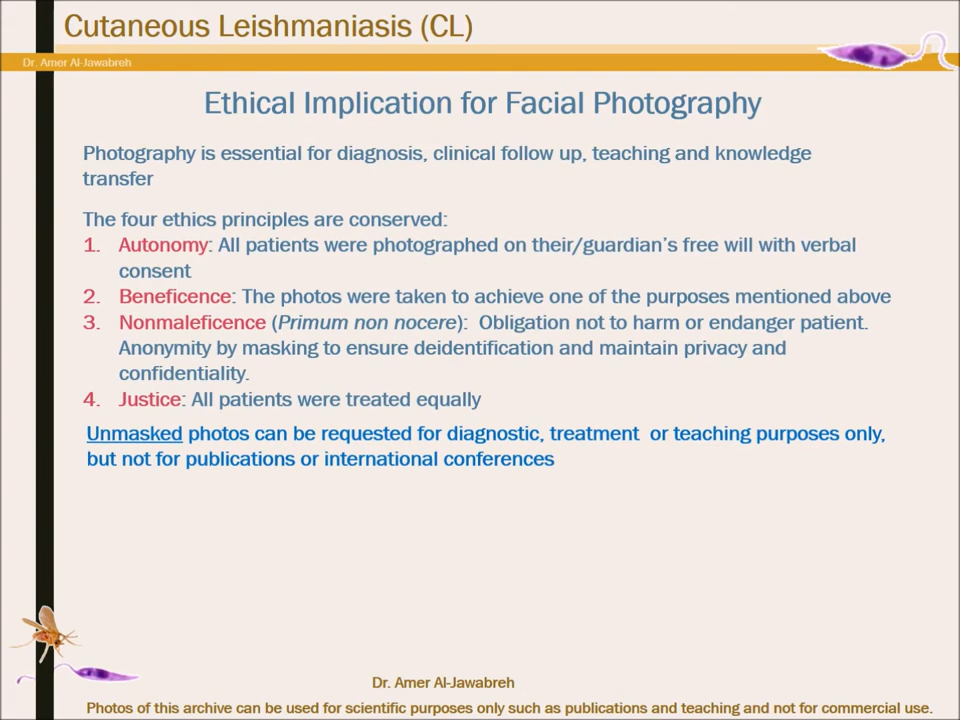 Cutaneous Leishmaniasis (CL)
Dr. Amer Al-Jawabreh
Ethical Implication for Facial Photography
Photography is essential for diagnosis, clinical follow up, teaching and knowledge
transfer
The four ethics principles are conserved:
1. Autonomy: All patients were photographed on their/guardian's free will with verbal
consent
2. Beneficence: The photos were taken to achieve one of the purposes mentioned above
3. Nonmaleficence (Primum non nocere): Obligation not to harm or endanger patient.
Anonymity by masking to ensure deidentification and maintain privacy and
confidentiality.
4. Justice: All patients were treated equally
Unmasked photos can be requested for diagnostic, treatment or teaching purposes only,
but not for publications or international conferences
Dr. Amer Al-Jawabreh
Photos of this archive can be used for scientific purposes only such as publications and teaching and not for commercial use.